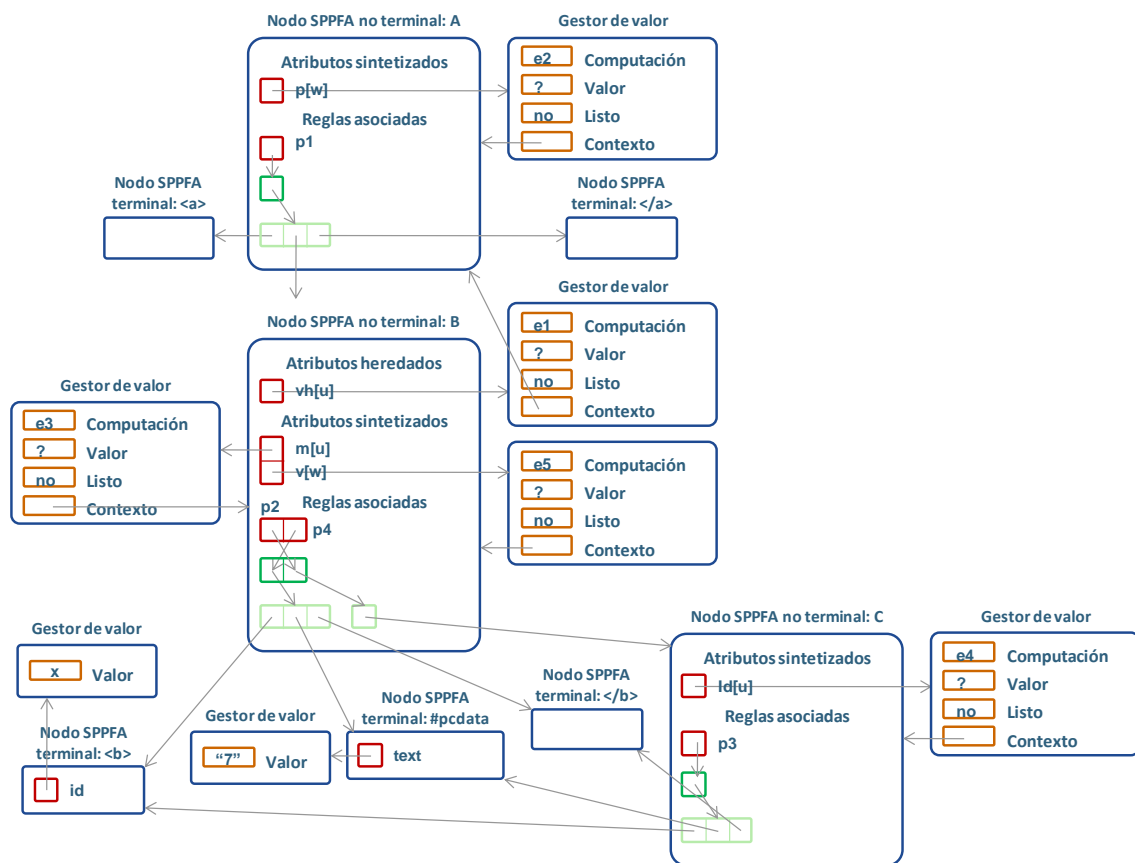 Nodo SPPFA no terminal: A
Atributos sintetizados
p[w]
Reglas asociadas
p1
Gestor de valor
e2 Computación
? Valor
no Listo
Contexto
Nodo SPPFA
terminal: <a>
Nodo SPPFA
terminal: </a>
Nodo SPPFA no terminal: B
Atributos heredados
vh[u]
Atributos sintetizados
m[u]
v[w]
Reglas asociadas
p2
p4
Gestor de valor
e1 Computación
? Valor
no Listo
Contexto
Gestor de valor
e3 Computación
? Valor
no Listo
Contexto
e5 Computación
? Valor
no Listo
Contexto
Nodo SPPFA no terminal: C
Atributos sintetizados
Id[u]
Reglas asociadas
p3
Gestor de valor
e4 Computación
? Valor
no Listo
Contexto
Gestor de valor
x Valor
Nodo SPPFA
terminal: <b>
id
Gestor de valor
“7” Valor
Nodo SPPFA
terminal: #pcdata
text
Nodo SPPFA
terminal: </b>